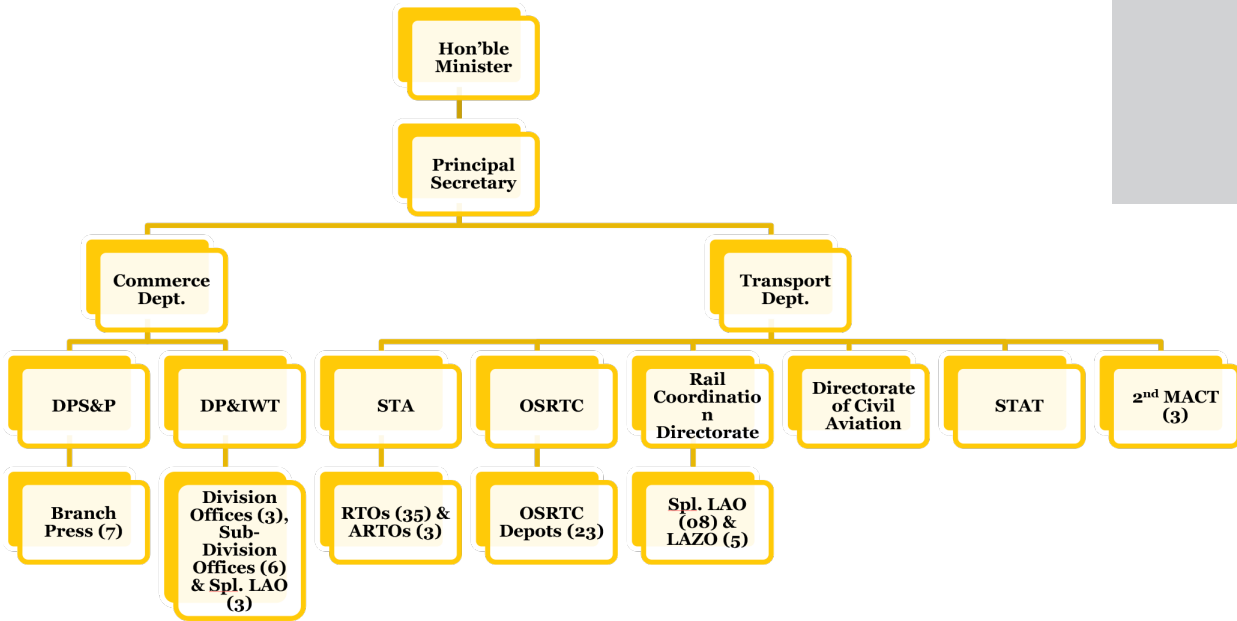 Hon’ble
Minister
Principal
Secretary
Commerce
Dept.
Transport
Dept.
DPS&P
DP&IWT
STA
OSRTC
Rail
Coordinatio
n
Directorate
Directorate
of Civil
Aviation
STAT
2nd MACT
(3)
Branch
Press (7)
Division
Offices (3),
Sub-
Division
Offices (6)
& Spl. LAO
(3)
RTOs (35) &
ARTOs (3)
OSRTC
Depots (23)
Spl. LAO
(08) &
LAZO (5)